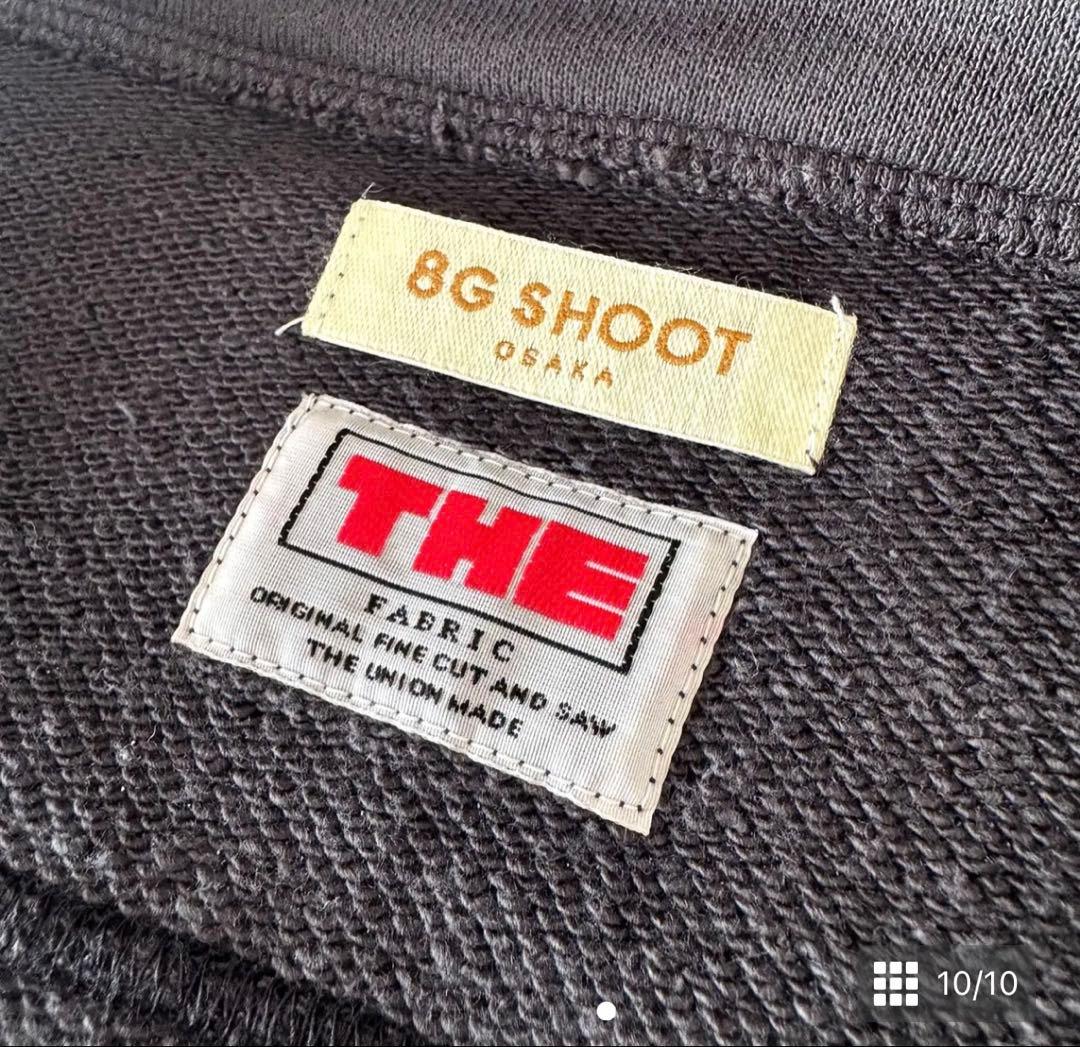 8G SHOOT
OSAKA
THE
FABRIC
ORIGINAL FINE CUT AND SAW
THE UNION MADE
10/10